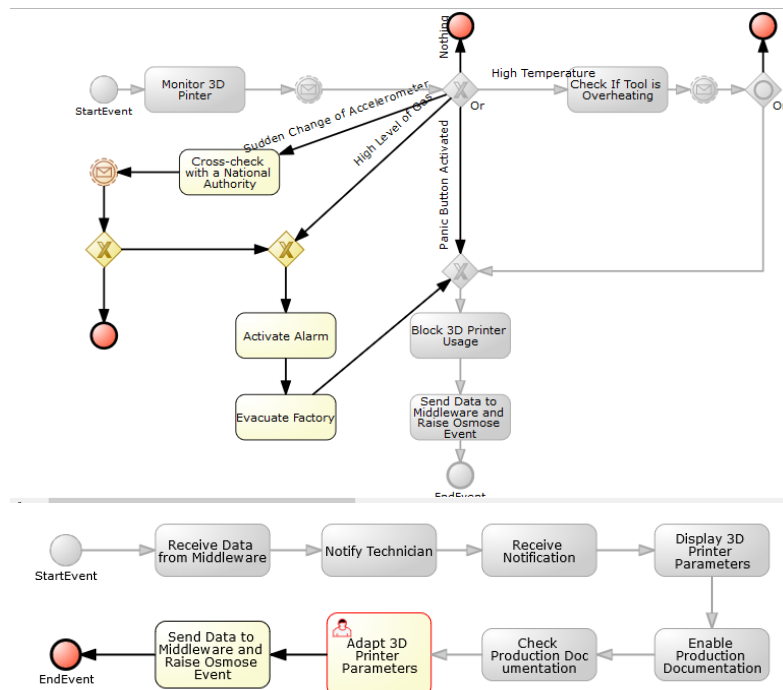 Nothing
Monitor 3D
Pinter
StartEvent
High Temperature
Or
Check If Tool is
Overheating
O
Sudden Change of Accelerometer
High Level of Gas
Panic Button Activated
Cross-check
with a National
Authority
Activate Alarm
Block 3D Printer
Usage
Evacuate Factory
Send Data to
Middleware and
Raise Osmose
Event
EndEvent
Receive Data
from Middleware
Notify Technician
Receive
Notification
Display 3D
Printer
Parameters
StartEvent
Send Data to
Middleware and
Raise Osmose
Event
Adapt 3D
Printer
Parameters
Check
Production Doc
umentation
Enable
Production
Documentation
EndEvent